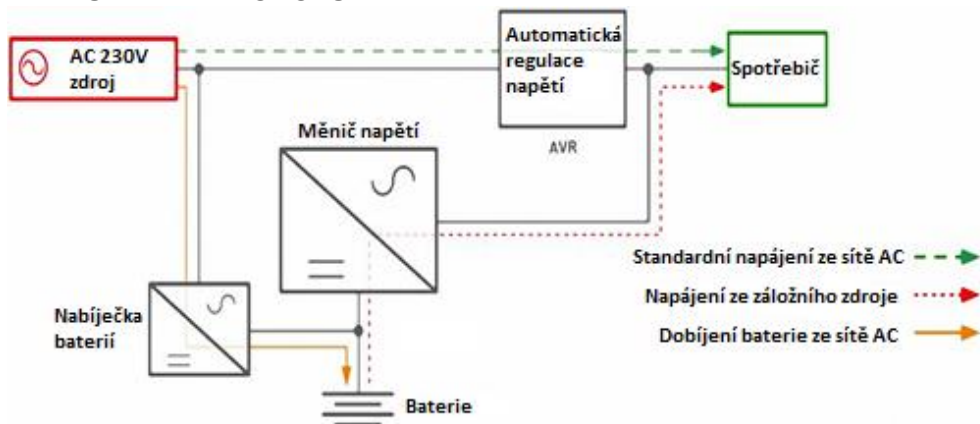 AC 230V
zdroj
Automatická
regulace
napětí
Spotřebič
AVR
Měnič napětí
Standardní napájení ze sítě AC
Napájení ze záložního zdroje
Dobíjení baterie ze sítě AC
Nabíječka
baterií
Baterie